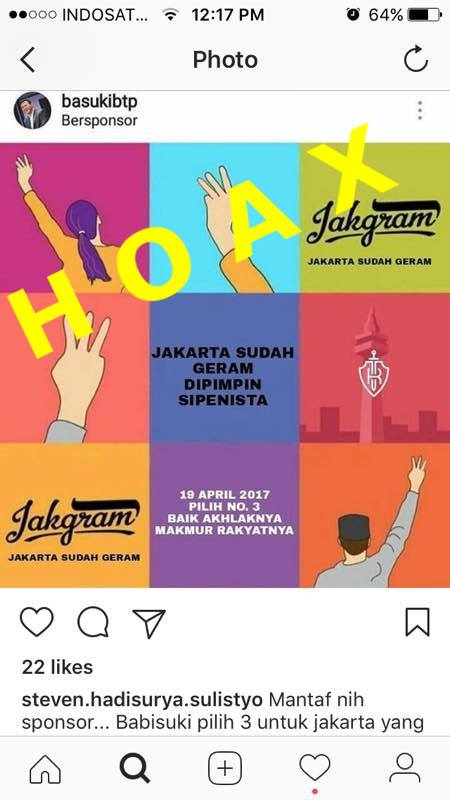 INDOSAT... 12:17 PM 64%
Photo
basukibtp
Bersponsor
HOAX
Jakgram
JAKARTA SUDAH GERAM
JAKARTA SUDAH
GERAM
DIPIMPIN
SIPENISTA
Jakgram
JAKARTA SUDAH GERAM
19 APRIL 2017
PILIH NO. 3
BAIK AKHLAKNYA
MAKMUR RAKYATNYA
22 likes
steven.hadisurya.sulistyo Mantaf nih
sponsor... Babisuki pilih 3 untuk jakarta yang